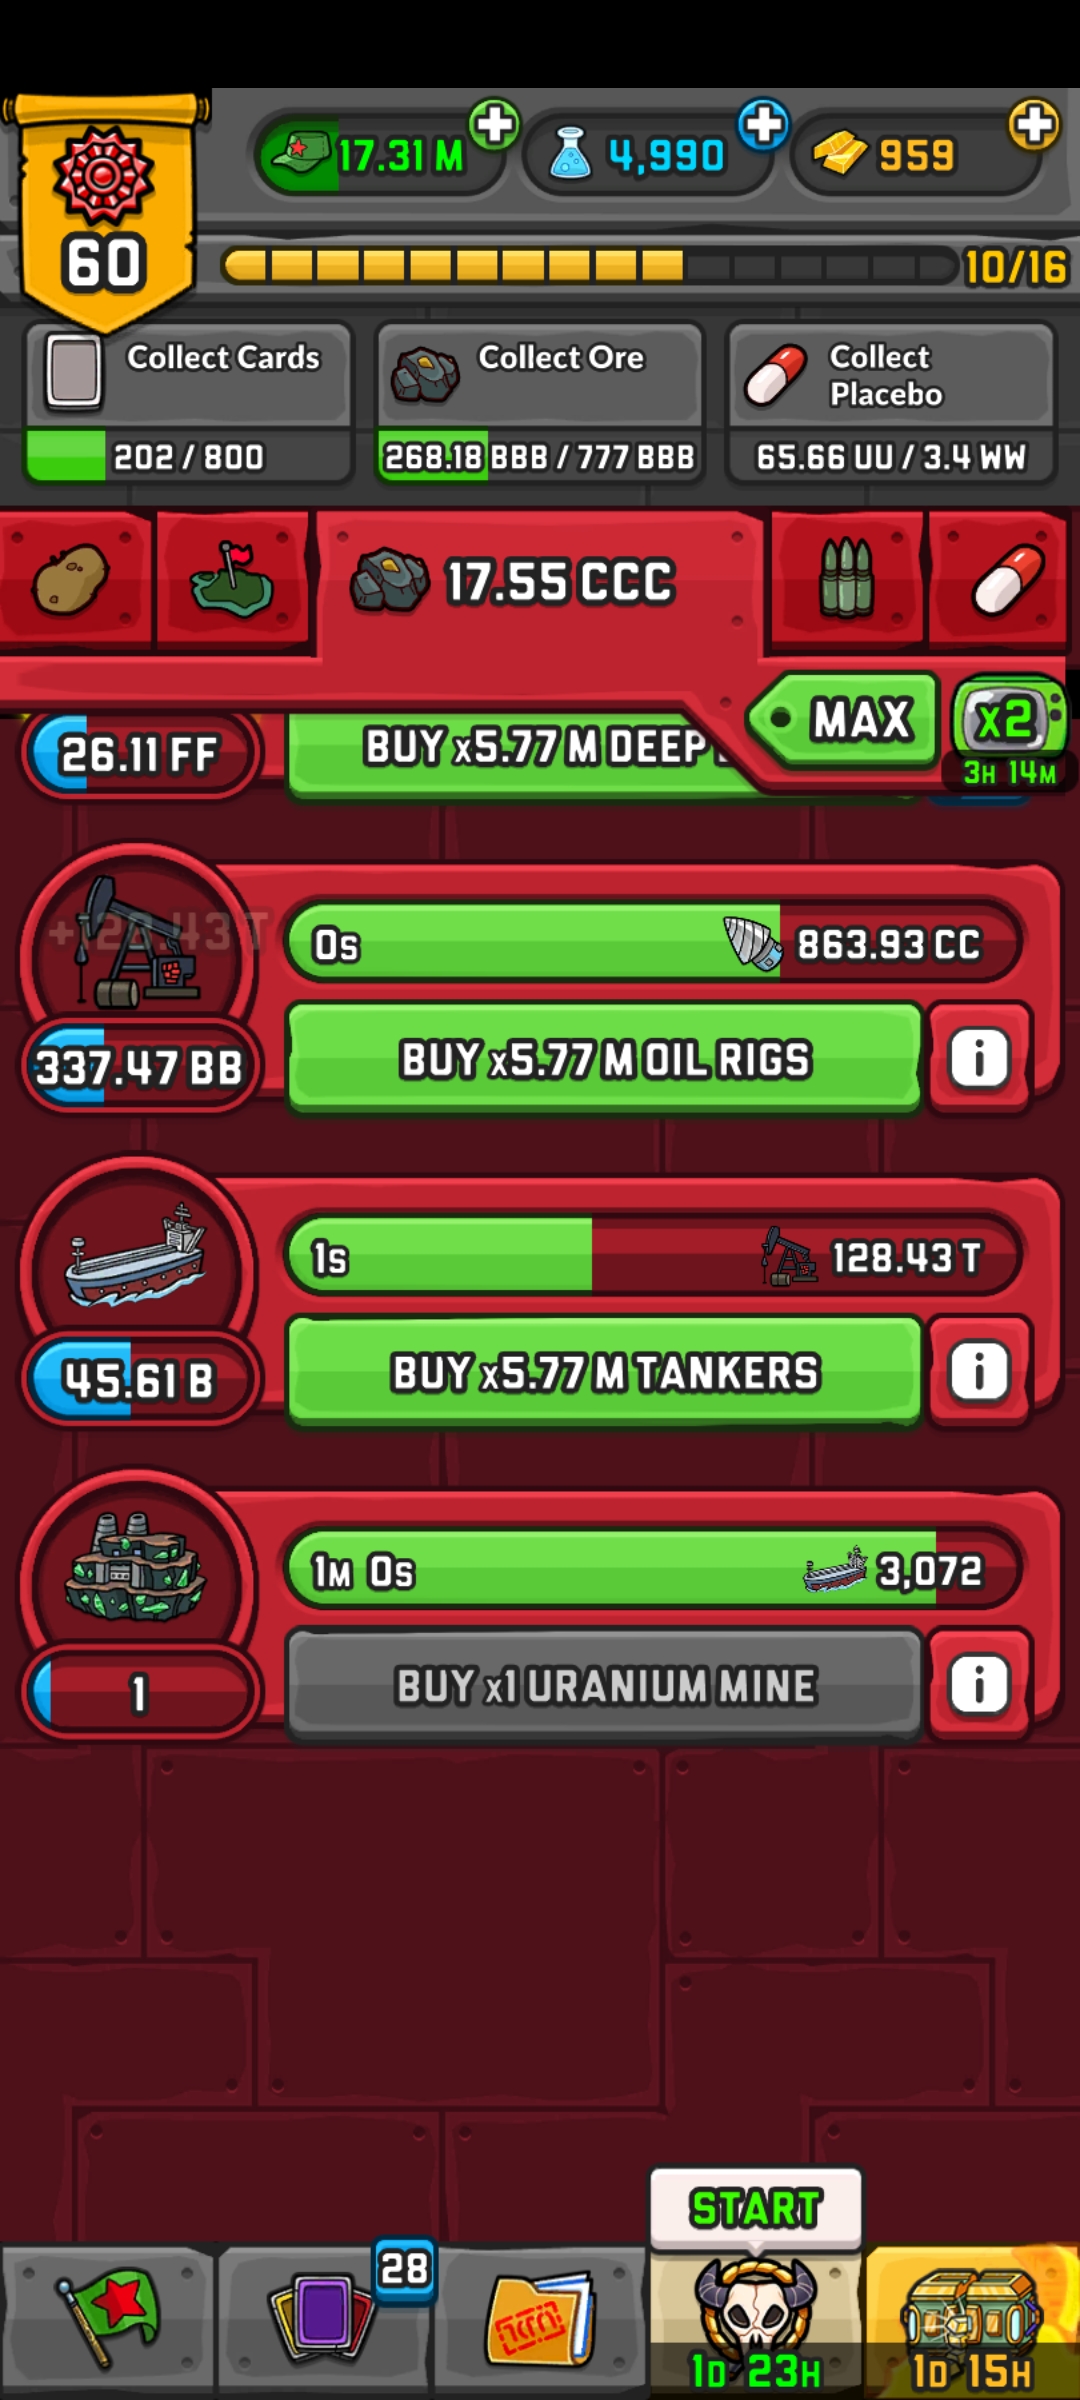 17.31 M
4,990
959
60
10/16
Collect Cards
202 / 800
Collect Ore
268.18 BBB / 777 BBB
Collect
Placebo
65.66 UU / 3.4 WW
17.55 CCC
MAX
x2
3H 14M
26.11 FF
BUY x5.77 M DEEP
+128.43 T
0s
863.93 CC
337.47 BB
BUY x5.77 M OIL RIGS
i
1s
128.43 T
45.61 B
BUY x5.77 M TANKERS
i
1M 0s
3,072
1
BUY x1 URANIUM MINE
i
START
28
1D 23H
1D 15H